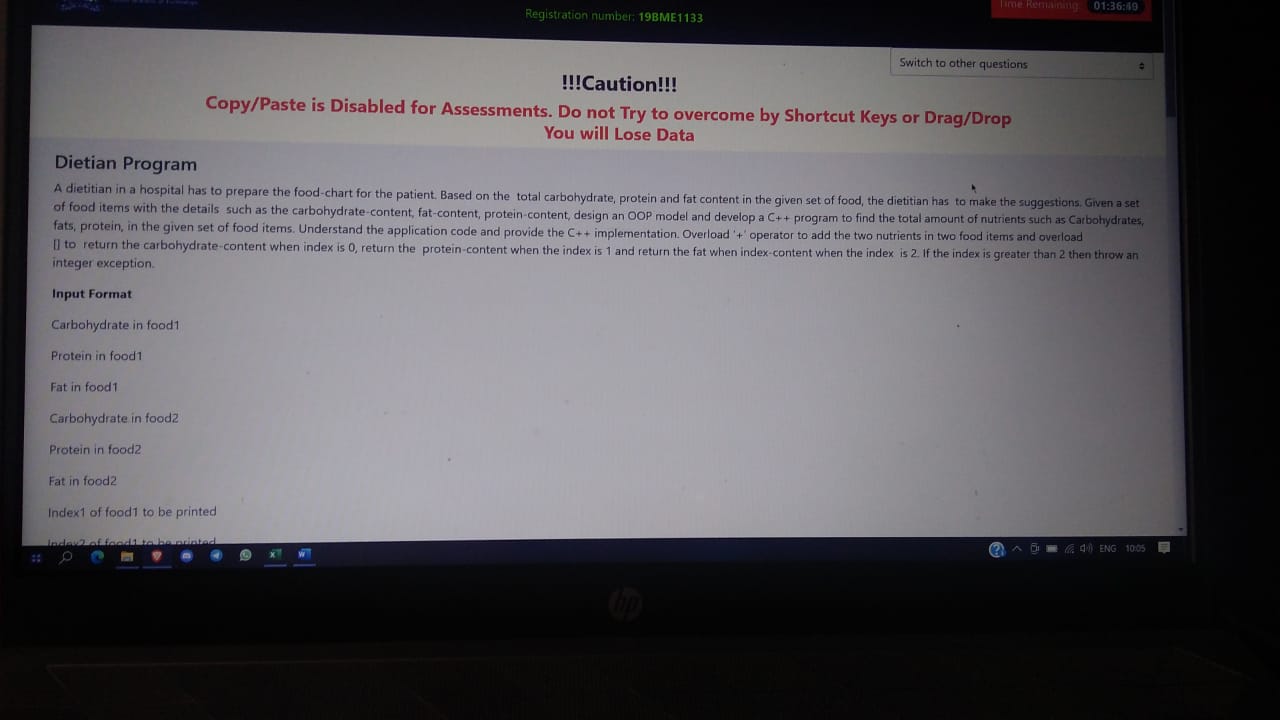 Registration number: 19BME1133
Time Remaining: 01:36:49
Switch to other questions
!!!Caution!!!
Copy/Paste is Disabled for Assessments. Do not Try to overcome by Shortcut Keys or Drag/Drop
You will Lose Data
Dietian Program
A dietitian in a hospital has to prepare the food-chart for the patient. Based on the total carbohydrate, protein and fat content in the given set of food, the dietitian has to make the suggestions. Given a set
of food items with the details such as the carbohydrate-content, fat-content, protein-content, design an OOP model and develop a C++ program to find the total amount of nutrients such as Carbohydrates,
fats, protein, in the given set of food items. Understand the application code and provide the C++ implementation. Overload '+' operator to add the two nutrients in two food items and overload
[] to return the carbohydrate-content when index is 0, return the protein-content when the index is 1 and return the fat when index-content when the index is 2. If the index is greater than 2 then throw an
integer exception.
Input Format
Carbohydrate in food1
Protein in food1
Fat in food1
Carbohydrate in food2
Protein in food2
Fat in food2
Index1 of food1 to be printed
Index2 of food1 to be printed
ENG 10:05
hp